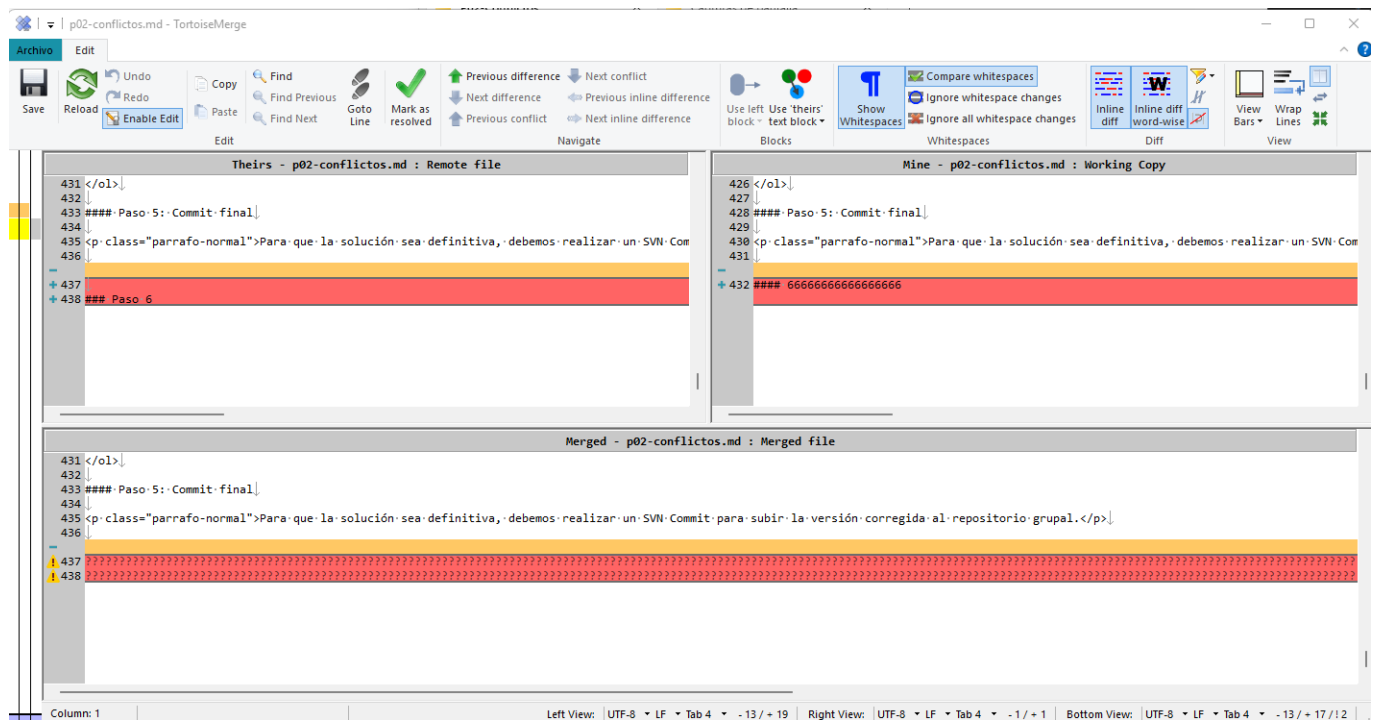 p02-conflictos.md - TortoiseMerge
Archivo Edit
Save
Reload
Undo
Redo
Enable Edit
Copy
Paste
Find
Find Previous
Find Next
Goto Line
Mark as resolved
Edit
Previous difference
Next difference
Previous conflict
Next conflict
Previous inline difference
Next inline difference
Navigate
Use left block
Use 'theirs' text block
Blocks
Show Whitespaces
Compare whitespaces
Ignore whitespace changes
Ignore all whitespace changes
Whitespaces
Inline diff
Inline diff word-wise
Diff
View Bars
Wrap Lines
View
Theirs - p02-conflictos.md : Remote file
431 </ol>↓
432 ↓
433 ####·Paso·5:·Commit·final↓
434 ↓
435 <p·class="parrafo-normal">Para·que·la·solución·sea·definitiva,·debemos·realizar·un·SVN·Com
436 ↓
437
438 ### Paso 6
Mine - p02-conflictos.md : Working Copy
426 </ol>↓
427 ↓
428 ####·Paso·5:·Commit·final↓
429 ↓
430 <p·class="parrafo-normal">Para·que·la·solución·sea·definitiva,·debemos·realizar·un·SVN·Com
431 ↓
432 #### 66666666666666666
Merged - p02-conflictos.md : Merged file
431 </ol>↓
432 ↓
433 ####·Paso·5:·Commit·final↓
434 ↓
435 <p·class="parrafo-normal">Para·que·la·solución·sea·definitiva,·debemos·realizar·un·SVN·Commit·para·subir·la·versión·corregida·al·repositorio·grupal.</p>↓
436 ↓
437
438
Column: 1
Left View: UTF-8 LF Tab 4 - 13 / + 19 Right View: UTF-8 LF Tab 4 - 1 / + 1 Bottom View: UTF-8 LF Tab 4 - 13 / + 17 /! 2